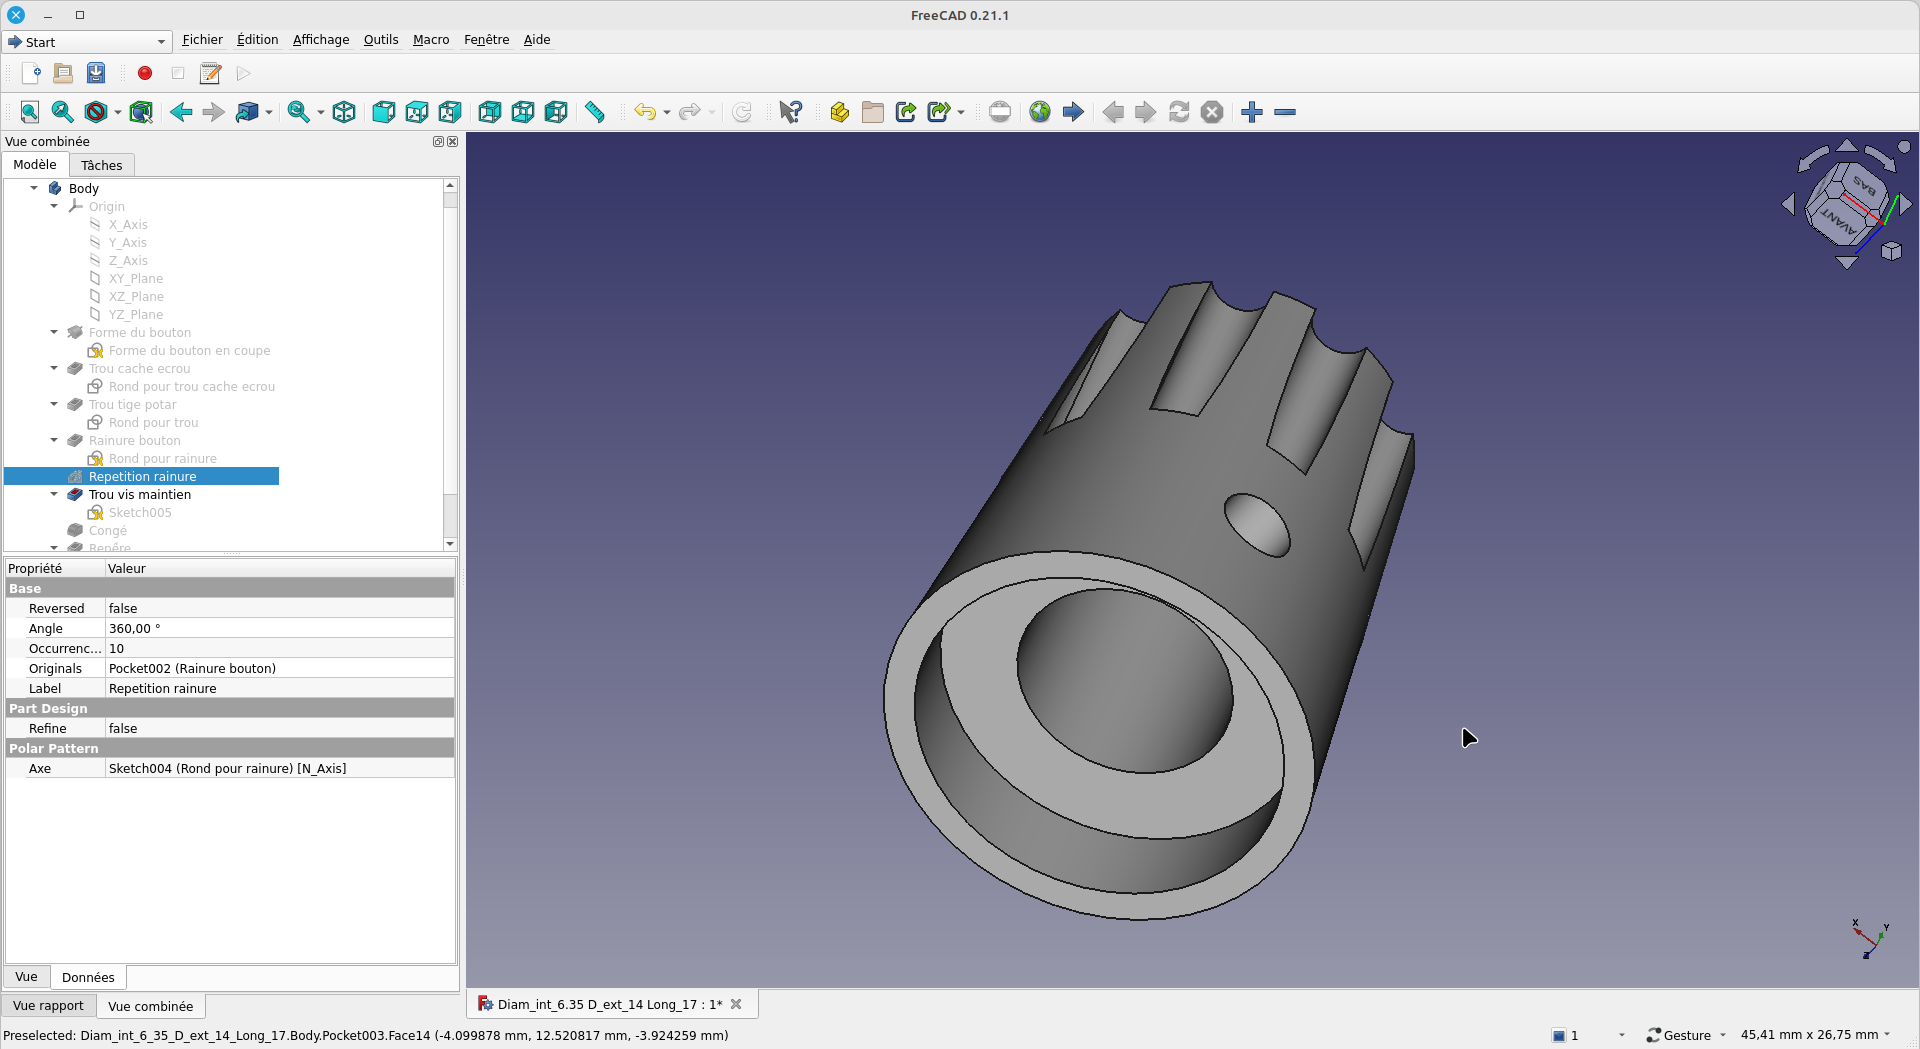 FreeCAD 0.21.1
Start
Fichier Édition Affichage Outils Macro Fenêtre Aide
Vue combinée
Modèle Tâches
Body
Origin
X_Axis
Y_Axis
Z_Axis
XY_Plane
XZ_Plane
YZ_Plane
Forme du bouton
Forme du bouton en coupe
Trou cache ecrou
Rond pour trou cache ecrou
Trou tige potar
Rond pour trou
Rainure bouton
Rond pour rainure
Repetition rainure
Trou vis maintien
Sketch005
Congé
Repére
Propriété Valeur
Base
Reversed false
Angle 360,00 °
Occurrenc... 10
Originals Pocket002 (Rainure bouton)
Label Repetition rainure
Part Design
Refine false
Polar Pattern
Axe Sketch004 (Rond pour rainure) [N_Axis]
Vue Données
Vue rapport Vue combinée
BAS
AVANT
X Y
Z
Diam_int_6.35 D_ext_14 Long_17 : 1*
Preselected: Diam_int_6_35_D_ext_14_Long_17.Body.Pocket003.Face14 (-4.099878 mm, 12.520817 mm, -3.924259 mm)
1 Gesture 45,41 mm x 26,75 mm